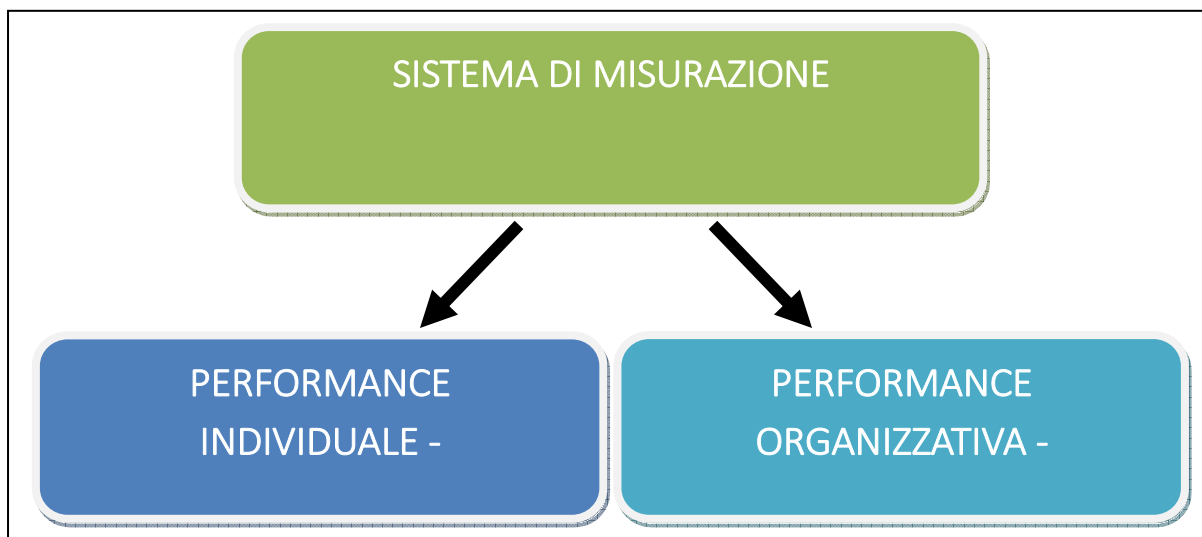 SISTEMA DI MISURAZIONE
PERFORMANCE
INDIVIDUALE -
PERFORMANCE
ORGANIZZATIVA -